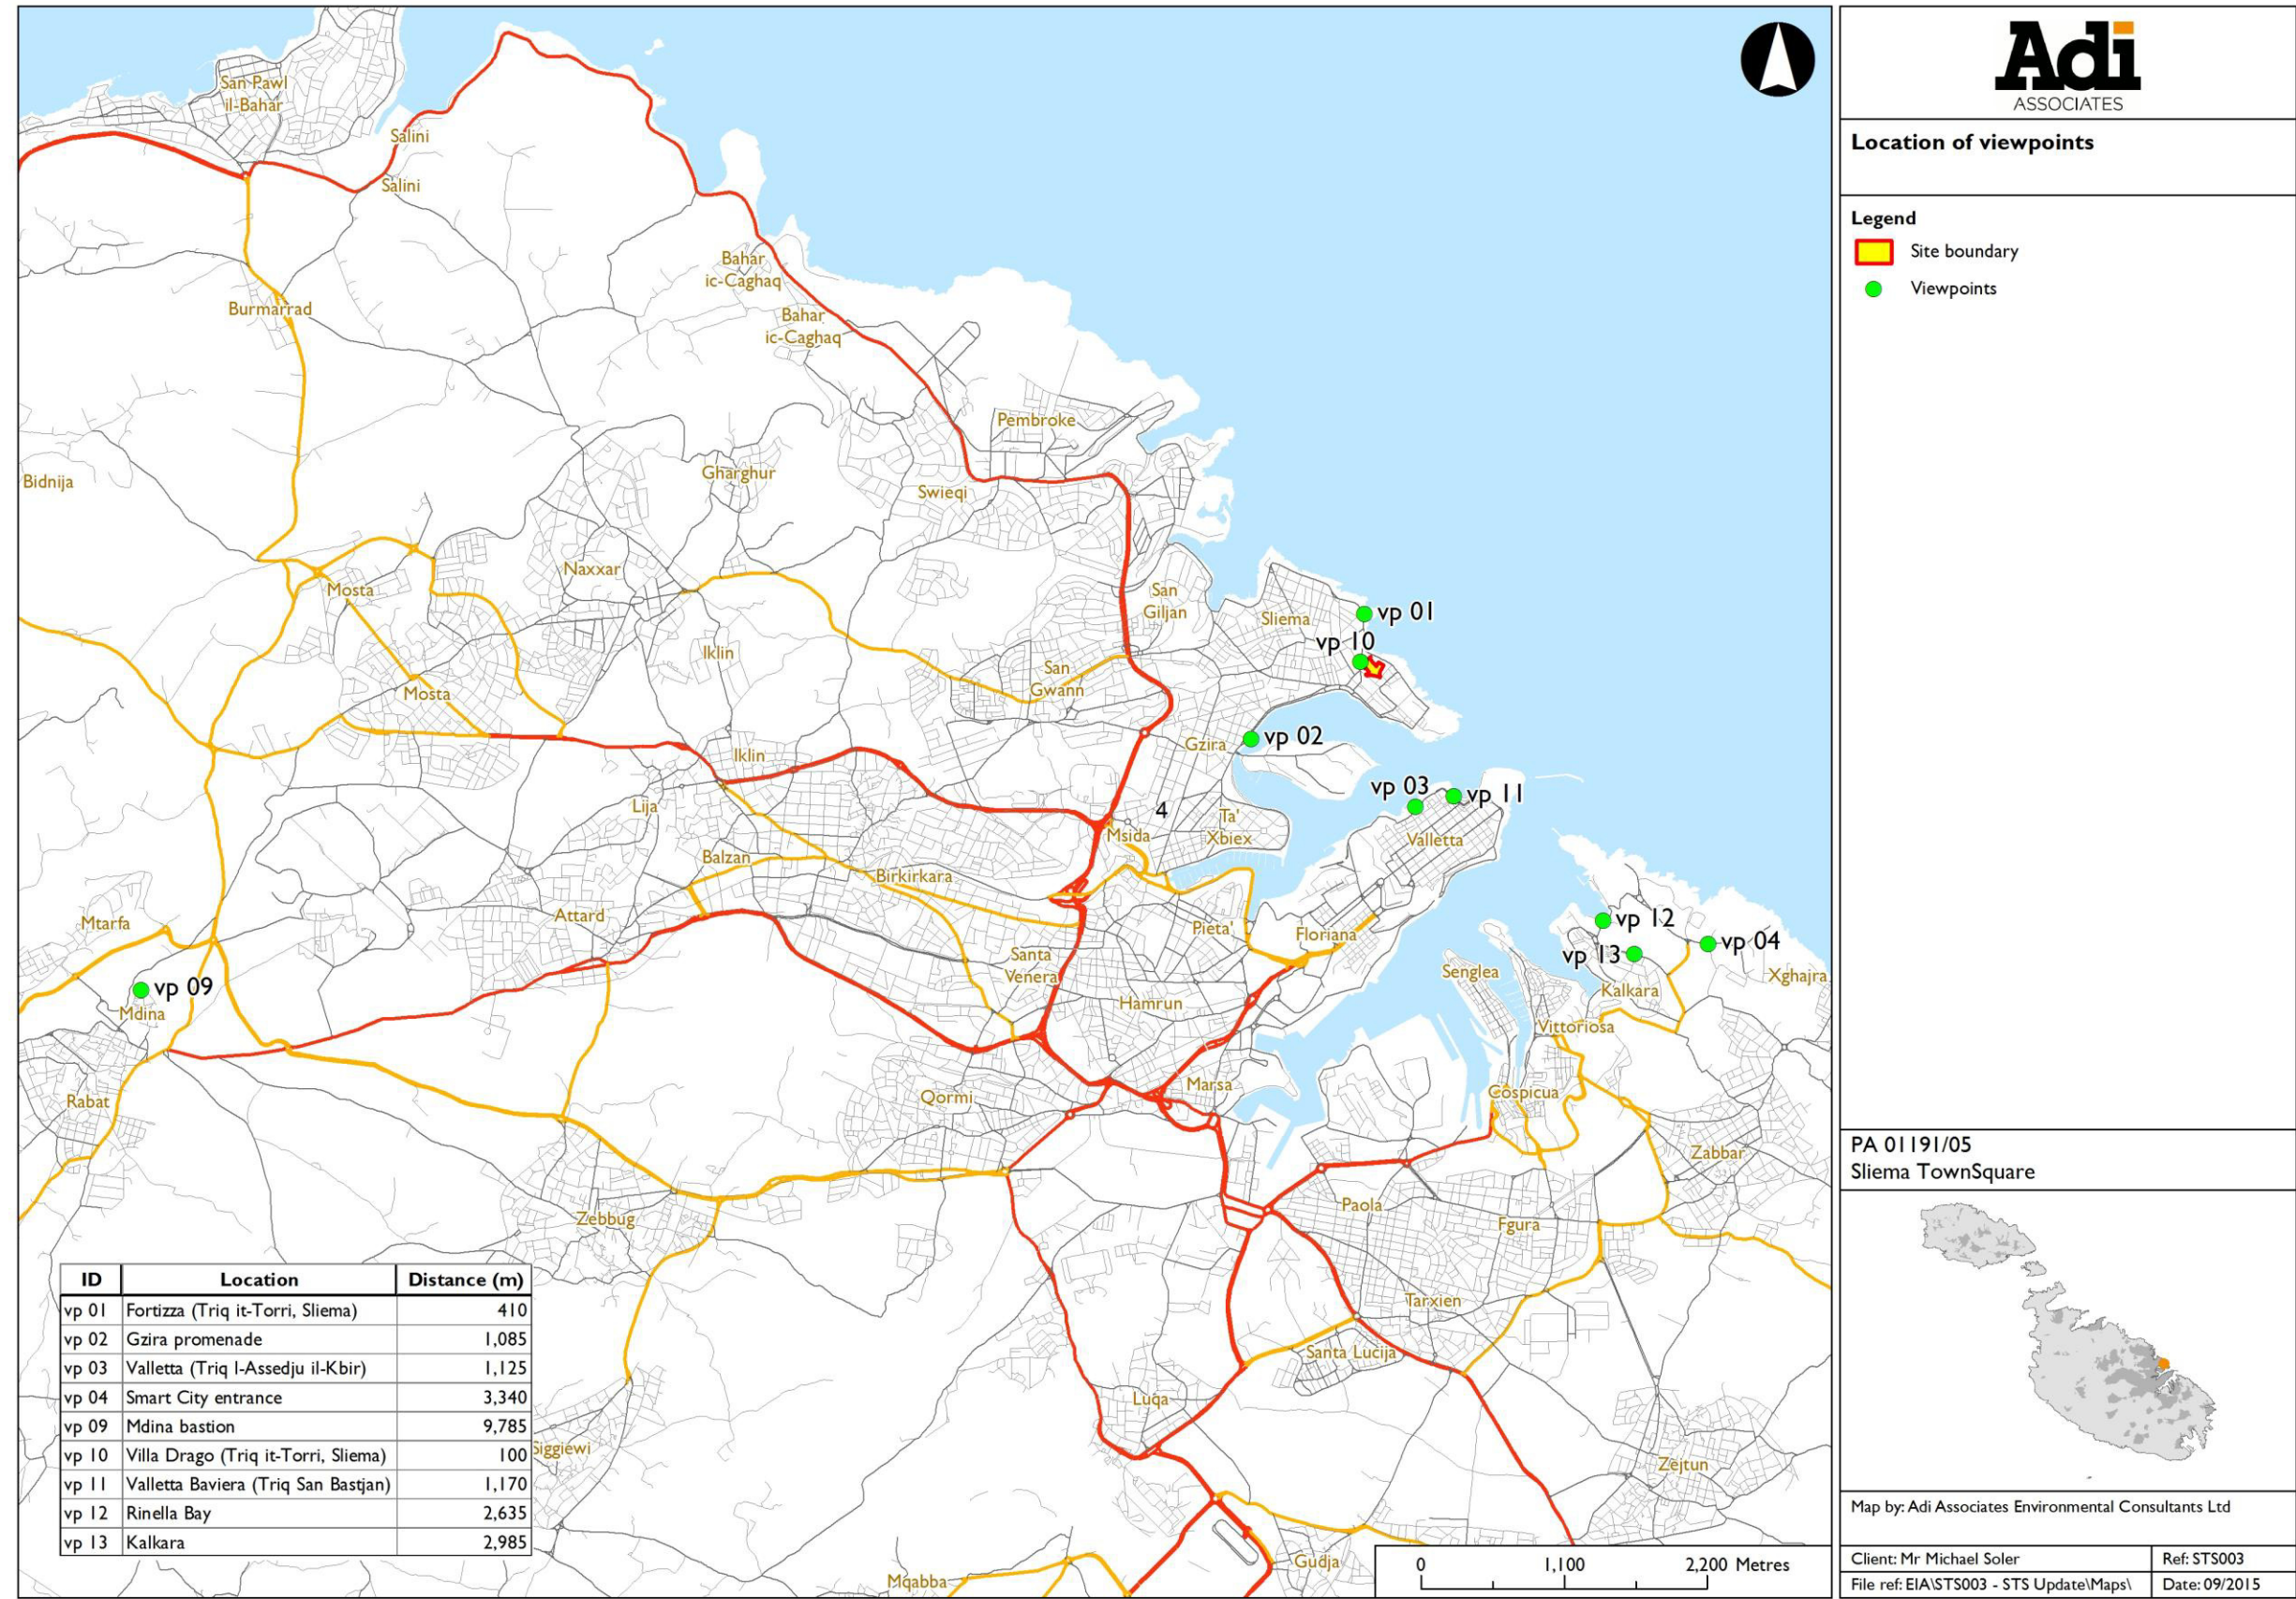 San Pawl
il-Bahar
Salini
Salini
Bahar
ic-Caghaq
Bahar
ic-Caghaq
Burmarrad
Pembroke
Bidnija
Gharghur
Swieqi
Naxxar
Mosta
San
Giljan
Sliema
vp 01
vp 10
Iklin
San
Gwann
Mosta
Gzira
vp 02
Iklin
vp 03
vp 11
Lija
4
Ta'
Xbiex
Msida
Valletta
Balzan
Birkirkara
Attard
Mtarfa
Pieta'
Floriana
vp 12
vp 04
vp 13
Santa
Venera
Senglea
Xghajra
Kalkara
vp 09
Mdina
Hamrun
Vittoriosa
Marsa
Cospicua
Qormi
Rabat
Zabbar
Zebbug
Paola
Fgura
Tarxien
Santa Lucija
Luqa
Siggiewi
Zejtun
Gudja
Mqabba
ID Location Distance (m)
vp 01 Fortizza (Triq it-Torri, Sliema) 410
vp 02 Gzira promenade 1,085
vp 03 Valletta (Triq l-Assedju il-Kbir) 1,125
vp 04 Smart City entrance 3,340
vp 09 Mdina bastion 9,785
vp 10 Villa Drago (Triq it-Torri, Sliema) 100
vp 11 Valletta Baviera (Triq San Bastjan) 1,170
vp 12 Rinella Bay 2,635
vp 13 Kalkara 2,985
0 1,100 2,200 Metres
Adi
ASSOCIATES
Location of viewpoints
Legend
Site boundary
Viewpoints
PA 01191/05
Sliema TownSquare
Map by: Adi Associates Environmental Consultants Ltd
Client: Mr Michael Soler Ref: STS003
File ref: EIA\STS003 - STS Update\Maps\ Date: 09/2015